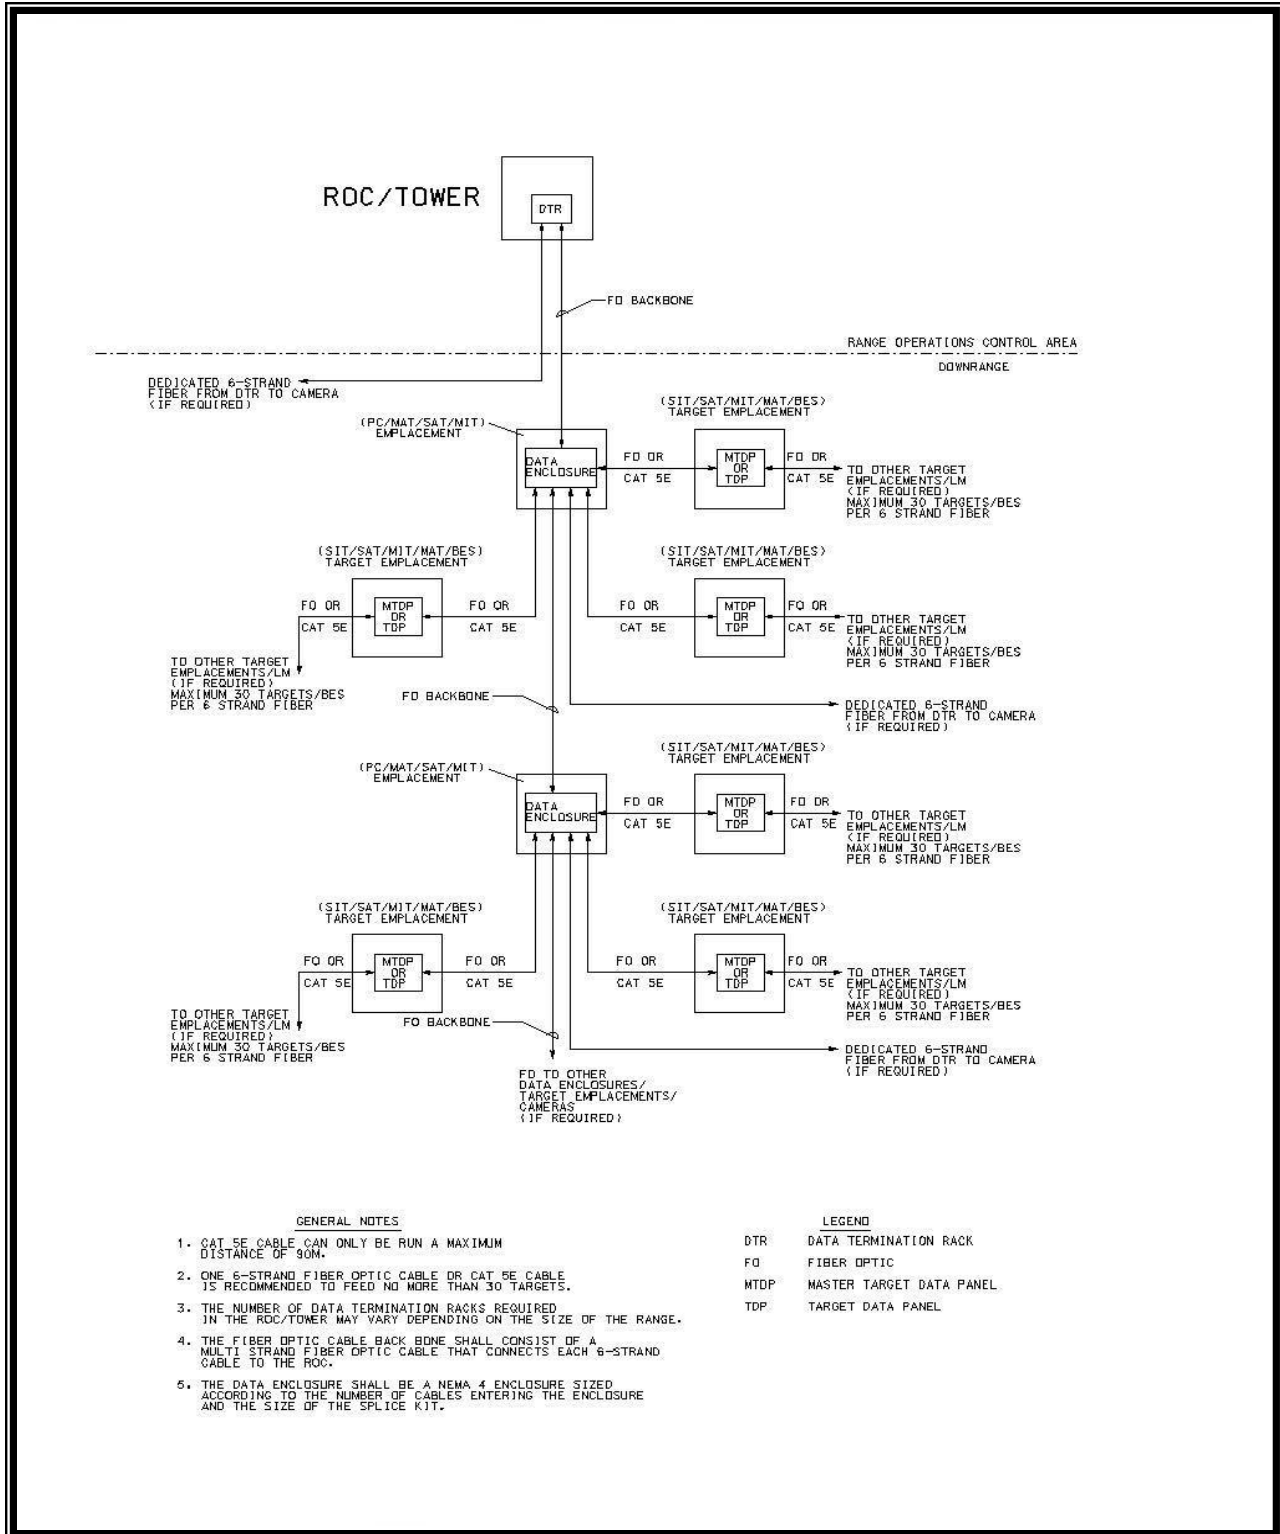 ROC/TOWER
DTR
FO BACKBONE
RANGE OPERATIONS CONTROL AREA
DOWNRANGE
DEDICATED 6-STRAND
FIBER FROM DTR TO CAMERA
(IF REQUIRED)
(PC/MAT/SAT/MIT)
EMPLACEMENT
DATA
ENCLOSURE
FO OR
CAT 5E
(SIT/SAT/MIT/MAT/BES)
TARGET EMPLACEMENT
MTDP
OR
TDP
FO OR
CAT 5E
TO OTHER TARGET
EMPLACEMENTS/LM
(IF REQUIRED)
MAXIMUM 30 TARGETS/BES
PER 6 STRAND FIBER
(SIT/SAT/MIT/MAT/BES)
TARGET EMPLACEMENT
FO OR
CAT 5E
MTDP
OR
TDP
FO OR
CAT 5E
TO OTHER TARGET
EMPLACEMENTS/LM
(IF REQUIRED)
MAXIMUM 30 TARGETS/BES
PER 6 STRAND FIBER
(SIT/SAT/MIT/MAT/BES)
TARGET EMPLACEMENT
FO OR
CAT 5E
MTDP
OR
TDP
FO OR
CAT 5E
TO OTHER TARGET
EMPLACEMENTS/LM
(IF REQUIRED)
MAXIMUM 30 TARGETS/BES
PER 6 STRAND FIBER
FO BACKBONE
DEDICATED 6-STRAND
FIBER FROM DTR TO CAMERA
(IF REQUIRED)
(PC/MAT/SAT/MIT)
EMPLACEMENT
DATA
ENCLOSURE
FO OR
CAT 5E
(SIT/SAT/MIT/MAT/BES)
TARGET EMPLACEMENT
MTDP
OR
TDP
FO OR
CAT 5E
TO OTHER TARGET
EMPLACEMENTS/LM
(IF REQUIRED)
MAXIMUM 30 TARGETS/BES
PER 6 STRAND FIBER
(SIT/SAT/MIT/MAT/BES)
TARGET EMPLACEMENT
FO OR
CAT 5E
MTDP
OR
TDP
FO OR
CAT 5E
TO OTHER TARGET
EMPLACEMENTS/LM
(IF REQUIRED)
MAXIMUM 30 TARGETS/BES
PER 6 STRAND FIBER
(SIT/SAT/MIT/MAT/BES)
TARGET EMPLACEMENT
FO OR
CAT 5E
MTDP
OR
TDP
FO OR
CAT 5E
TO OTHER TARGET
EMPLACEMENTS/LM
(IF REQUIRED)
MAXIMUM 30 TARGETS/BES
PER 6 STRAND FIBER
FO BACKBONE
DEDICATED 6-STRAND
FIBER FROM DTR TO CAMERA
(IF REQUIRED)
FO TO OTHER
DATA ENCLOSURES/
TARGET EMPLACEMENTS/
CAMERAS
(IF REQUIRED)
GENERAL NOTES
1. CAT 5E CABLE CAN ONLY BE RUN A MAXIMUM
DISTANCE OF 90M.
2. ONE 6-STRAND FIBER OPTIC CABLE OR CAT 5E CABLE
IS RECOMMENDED TO FEED NO MORE THAN 30 TARGETS.
3. THE NUMBER OF DATA TERMINATION RACKS REQUIRED
IN THE ROC/TOWER MAY VARY DEPENDING ON THE SIZE OF THE RANGE.
4. THE FIBER OPTIC CABLE BACK BONE SHALL CONSIST OF A
MULTI STRAND FIBER OPTIC CABLE THAT CONNECTS EACH 6-STRAND
CABLE TO THE ROC.
5. THE DATA ENCLOSURE SHALL BE A NEMA 4 ENCLOSURE SIZED
ACCORDING TO THE NUMBER OF CABLES ENTERING THE ENCLOSURE
AND THE SIZE OF THE SPLICE KIT.
LEGEND
DTR DATA TERMINATION RACK
FO FIBER OPTIC
MTDP MASTER TARGET DATA PANEL
TDP TARGET DATA PANEL